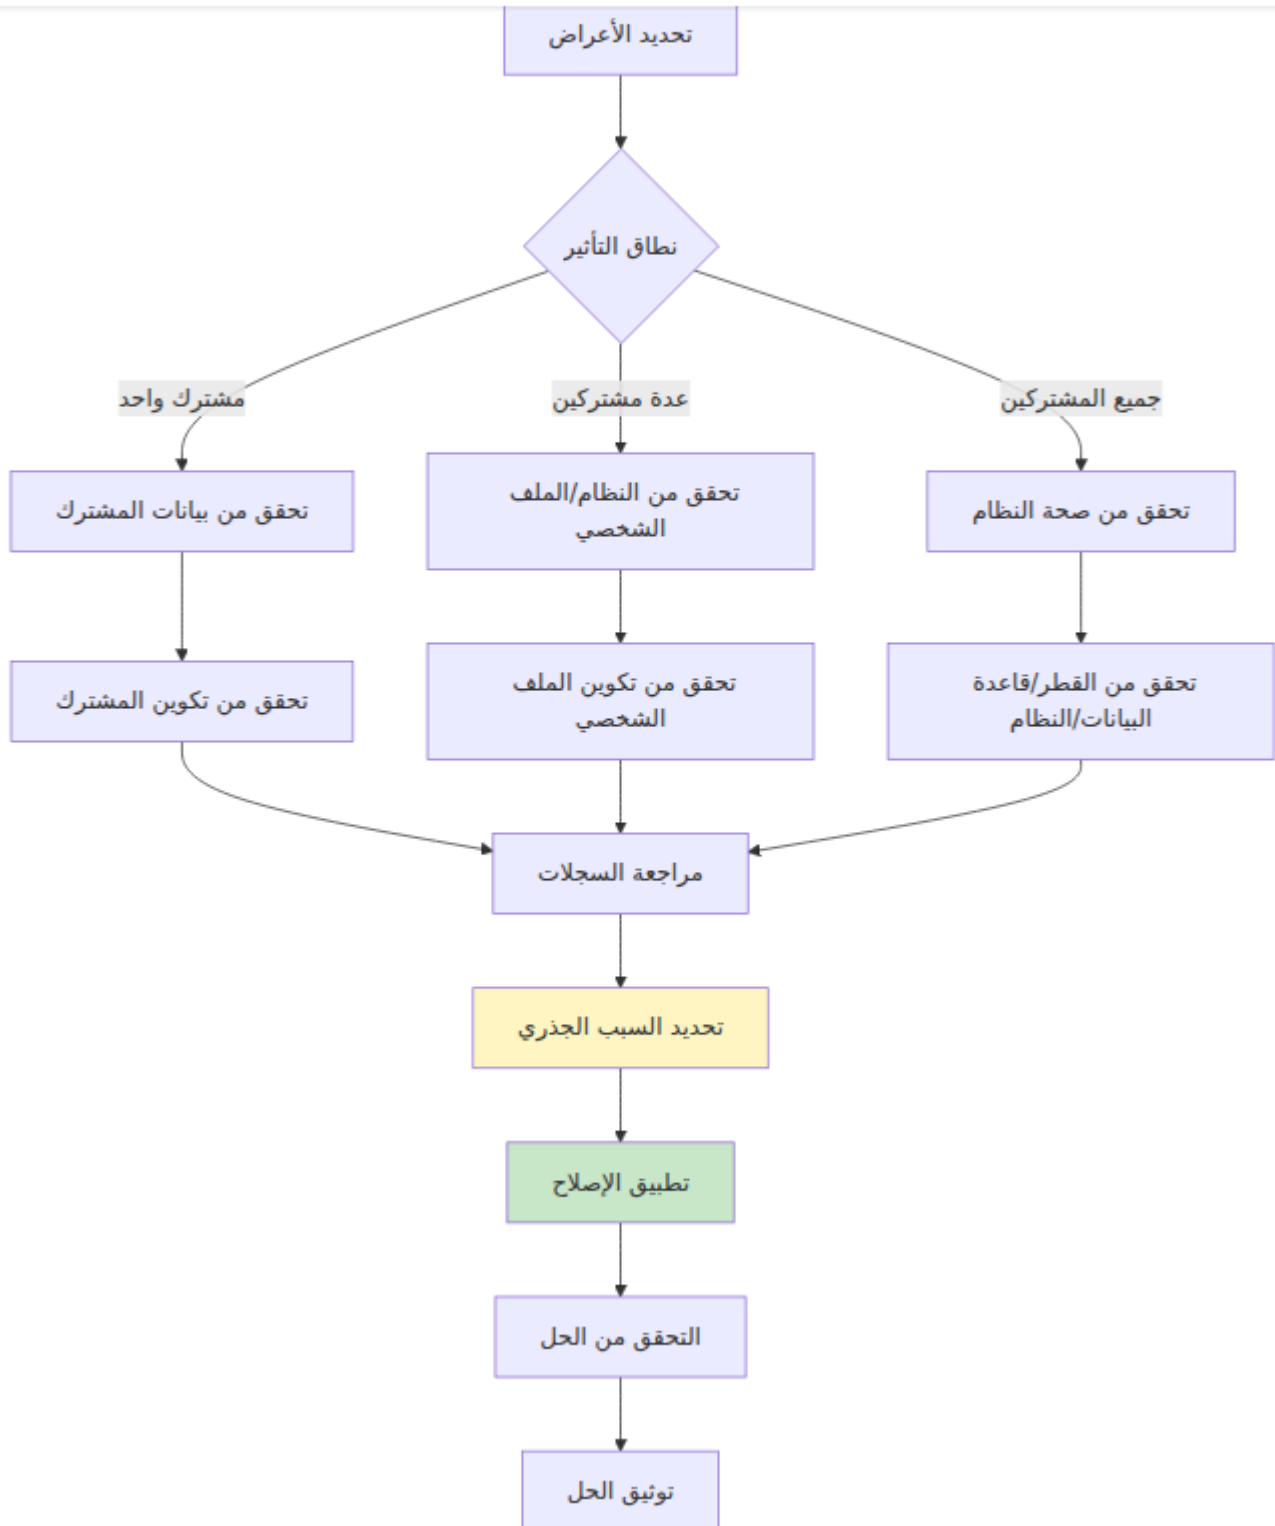 تحديد الأعراض
نطاق التأثير
جميع المشتركين
عدة مشتركين
مشترك واحد
تحقق من صحة النظام
تحقق من النظام/الملف
الشخصي
تحقق من بيانات المشترك
تحقق من القطر/قاعدة
البيانات/النظام
تحقق من تكوين الملف
الشخصي
تحقق من تكوين المشترك
مراجعة السجلات
تحديد السبب الجذري
تطبيق الإصلاح
التحقق من الحل
توثيق الحل